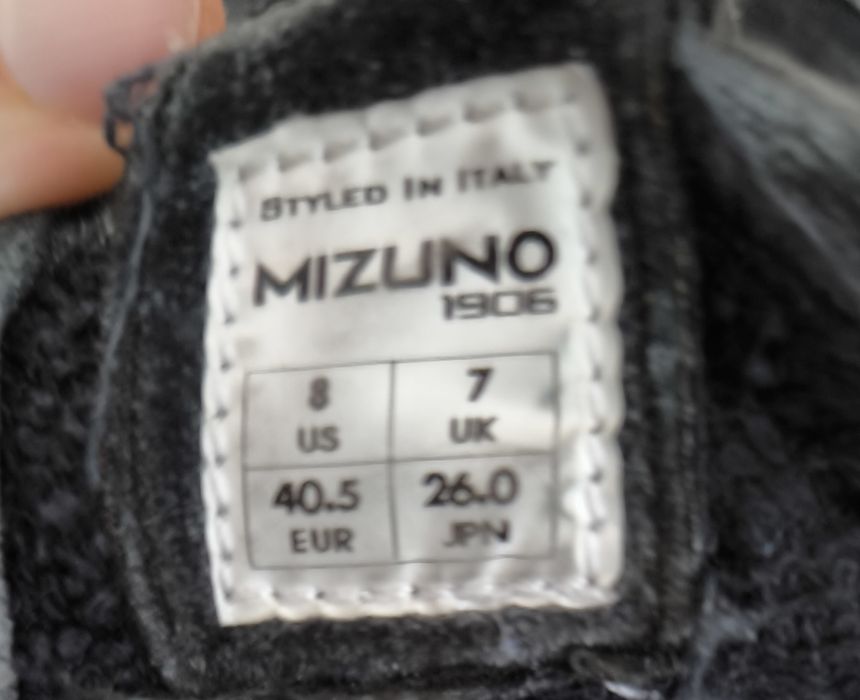 STYLED IN ITALY
MIZUNO
1906
8 7
US UK
40.5 26.0
EUR JPN